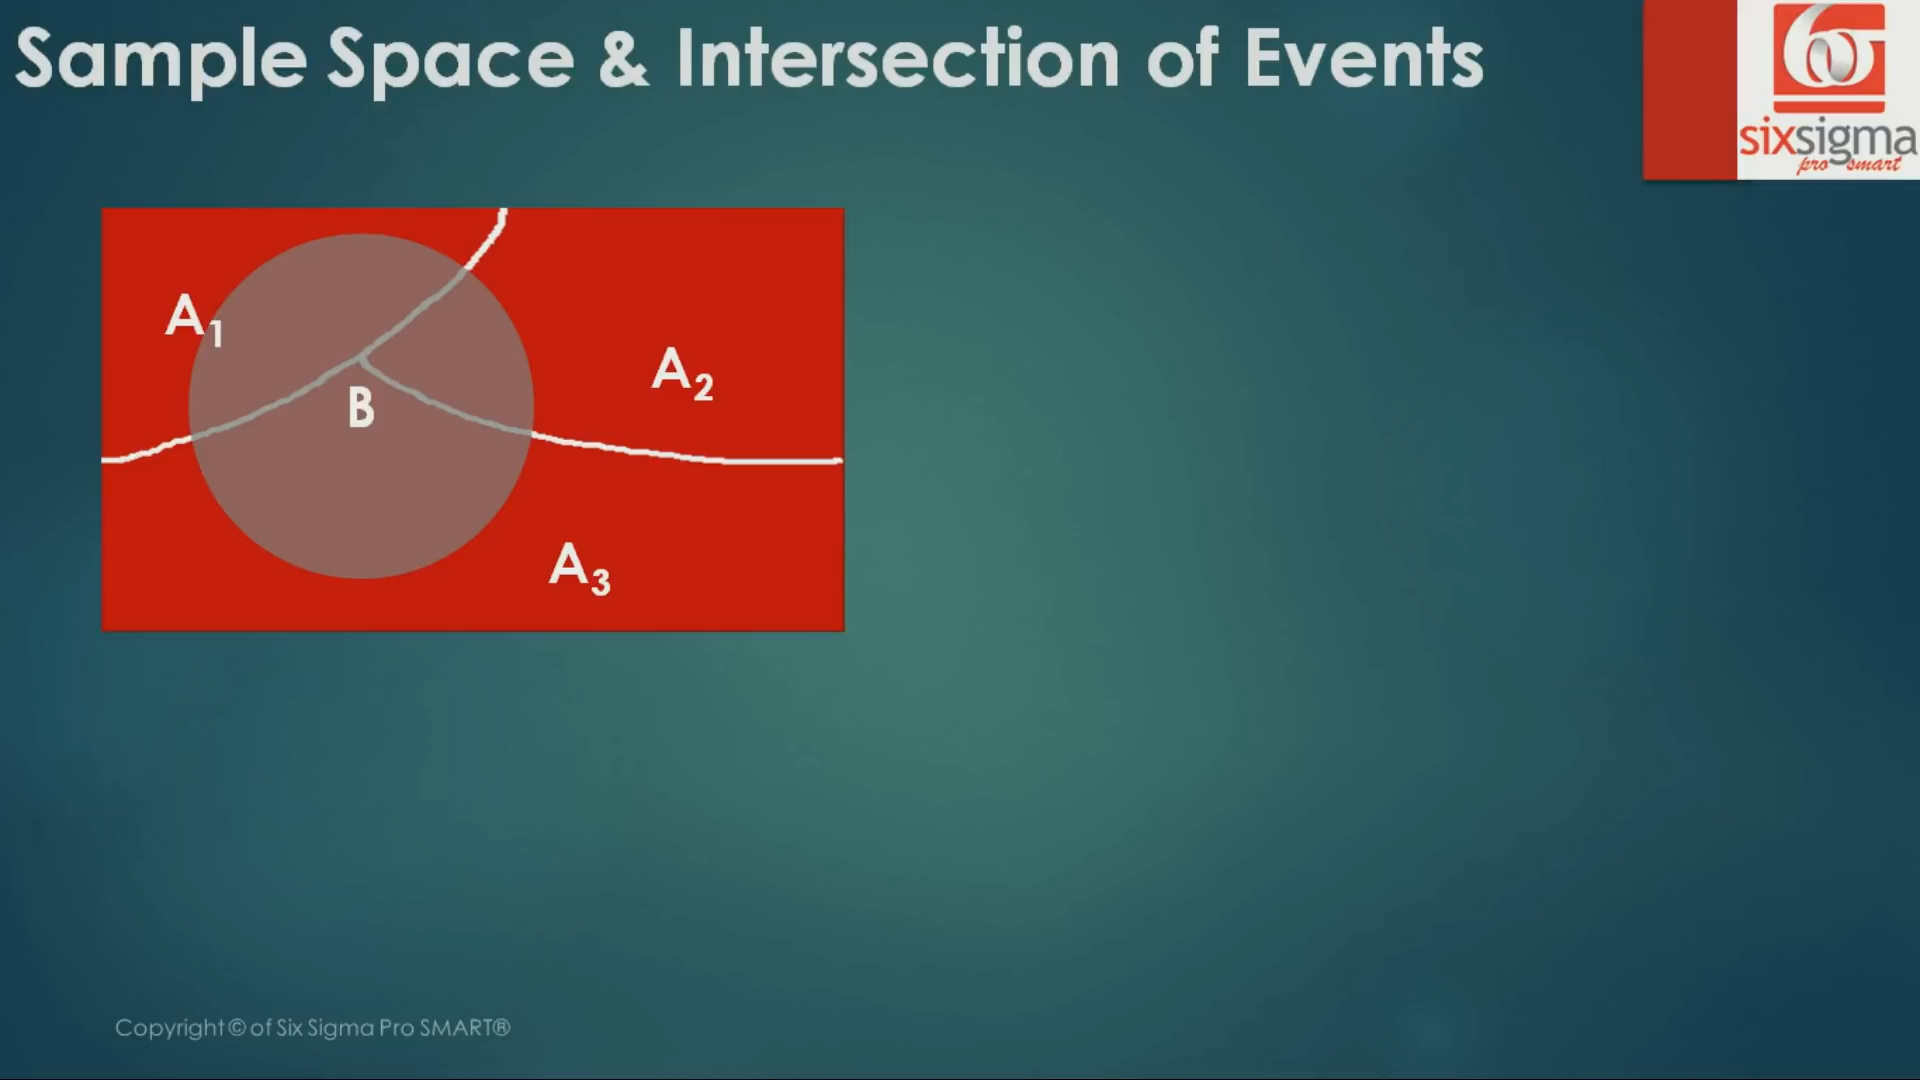 Sample Space & Intersection of Events
sixsigma
pro smart
A1
A2
B
A3
Copyright © of Six Sigma Pro SMART®